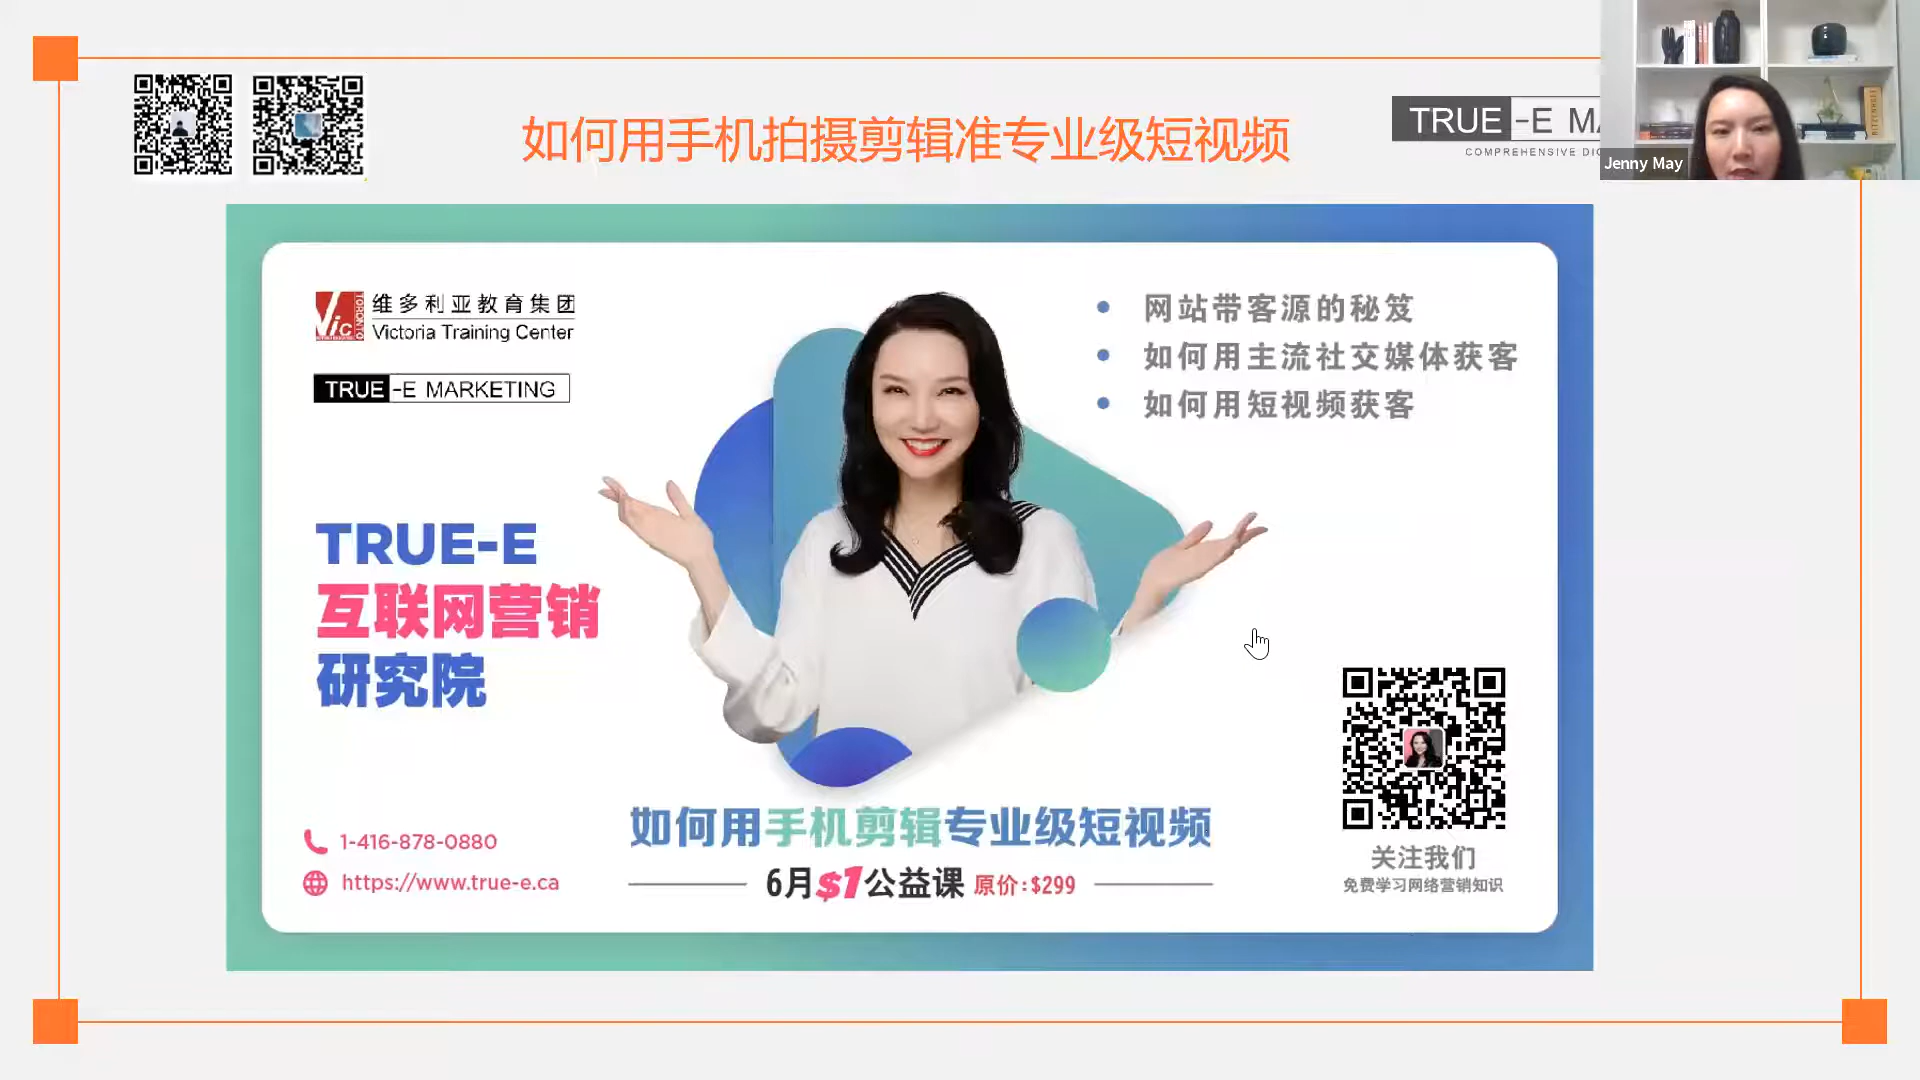 如何用手机拍摄剪辑准专业级短视频
TRUE-E M
COMPREHENSIVE DI
Jenny May
Vic
TORONTO
维多利亚教育集团
Victoria Training Center
TRUE-E MARKETING
网站带客源的秘笈
如何用主流社交媒体获客
如何用短视频获客
TRUE-E
互联网营销
研究院
1-416-878-0880
https://www.true-e.ca
如何用手机剪辑专业级短视频
6月$1公益课 原价:$299
关注我们
免费学习网络营销知识